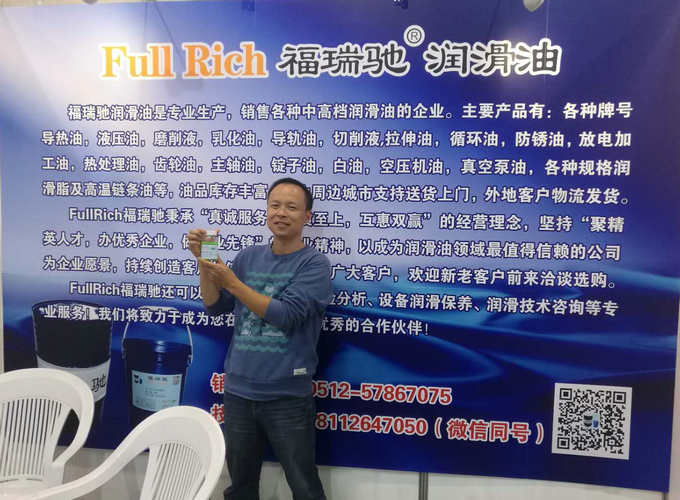 Full Rich 福瑞驰® 润滑油
福瑞驰润滑油是专业生产，销售各种中高档润滑油的企业。主要产品有：各种牌号
导热油，液压油，磨削液，乳化油，导轨油，切削液,拉伸油，循环油，防锈油，放电加
工油，热处理油，齿轮油，主轴油，锭子油，白油，空压机油，真空泵油，各种规格润
滑脂及高温链条油等，油品库存丰富 周边城市支持送货上门，外地客户物流发货。
FullRich福瑞驰秉承“真诚服务 至上，互惠双赢”的经营理念，坚持“聚精
英人才，办优秀企业， 业先锋 业精神，以成为润滑油领域最值得信赖的公司
为企业愿景，持续创造客 广大客户，欢迎新老客户前来洽谈选购。
FullRich福瑞驰还可以 分析、设备润滑保养、润滑技术咨询等专
业服务！我们将致力于成为您在 优秀的合作伙伴！
销 0512-57867075
技 8112647050（微信同号）
驰